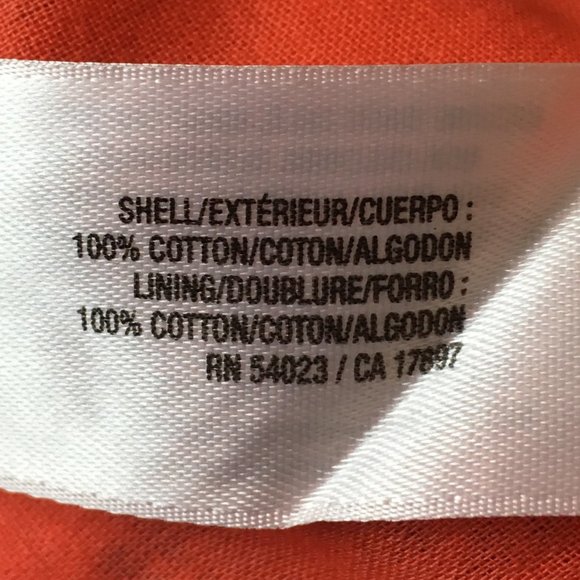 SHELL/EXTÉRIEUR/CUERPO :
100% COTTON/COTON/ALGODON
LINING/DOUBLURE/FORRO :
100% COTTON/COTON/ALGODON
RN 54023 / CA 17897